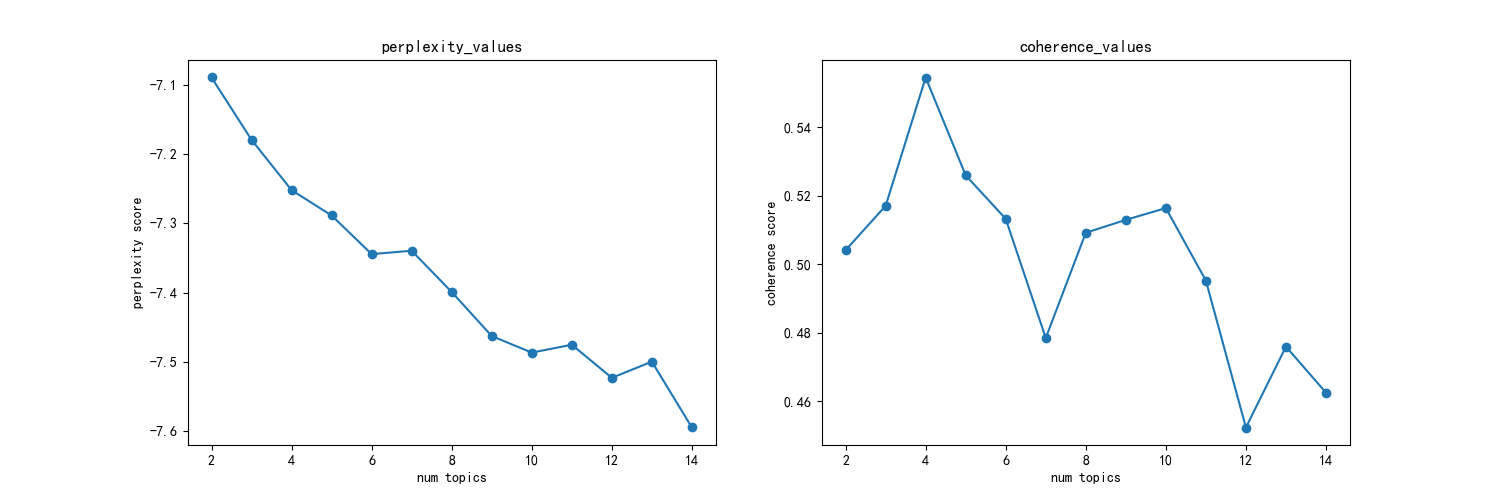 perplexity_values
perplexity score
-7.1
-7.2
-7.3
-7.4
-7.5
-7.6
2 4 6 8 10 12 14
num topics
coherence_values
coherence score
0.54
0.52
0.50
0.48
0.46
2 4 6 8 10 12 14
num topics